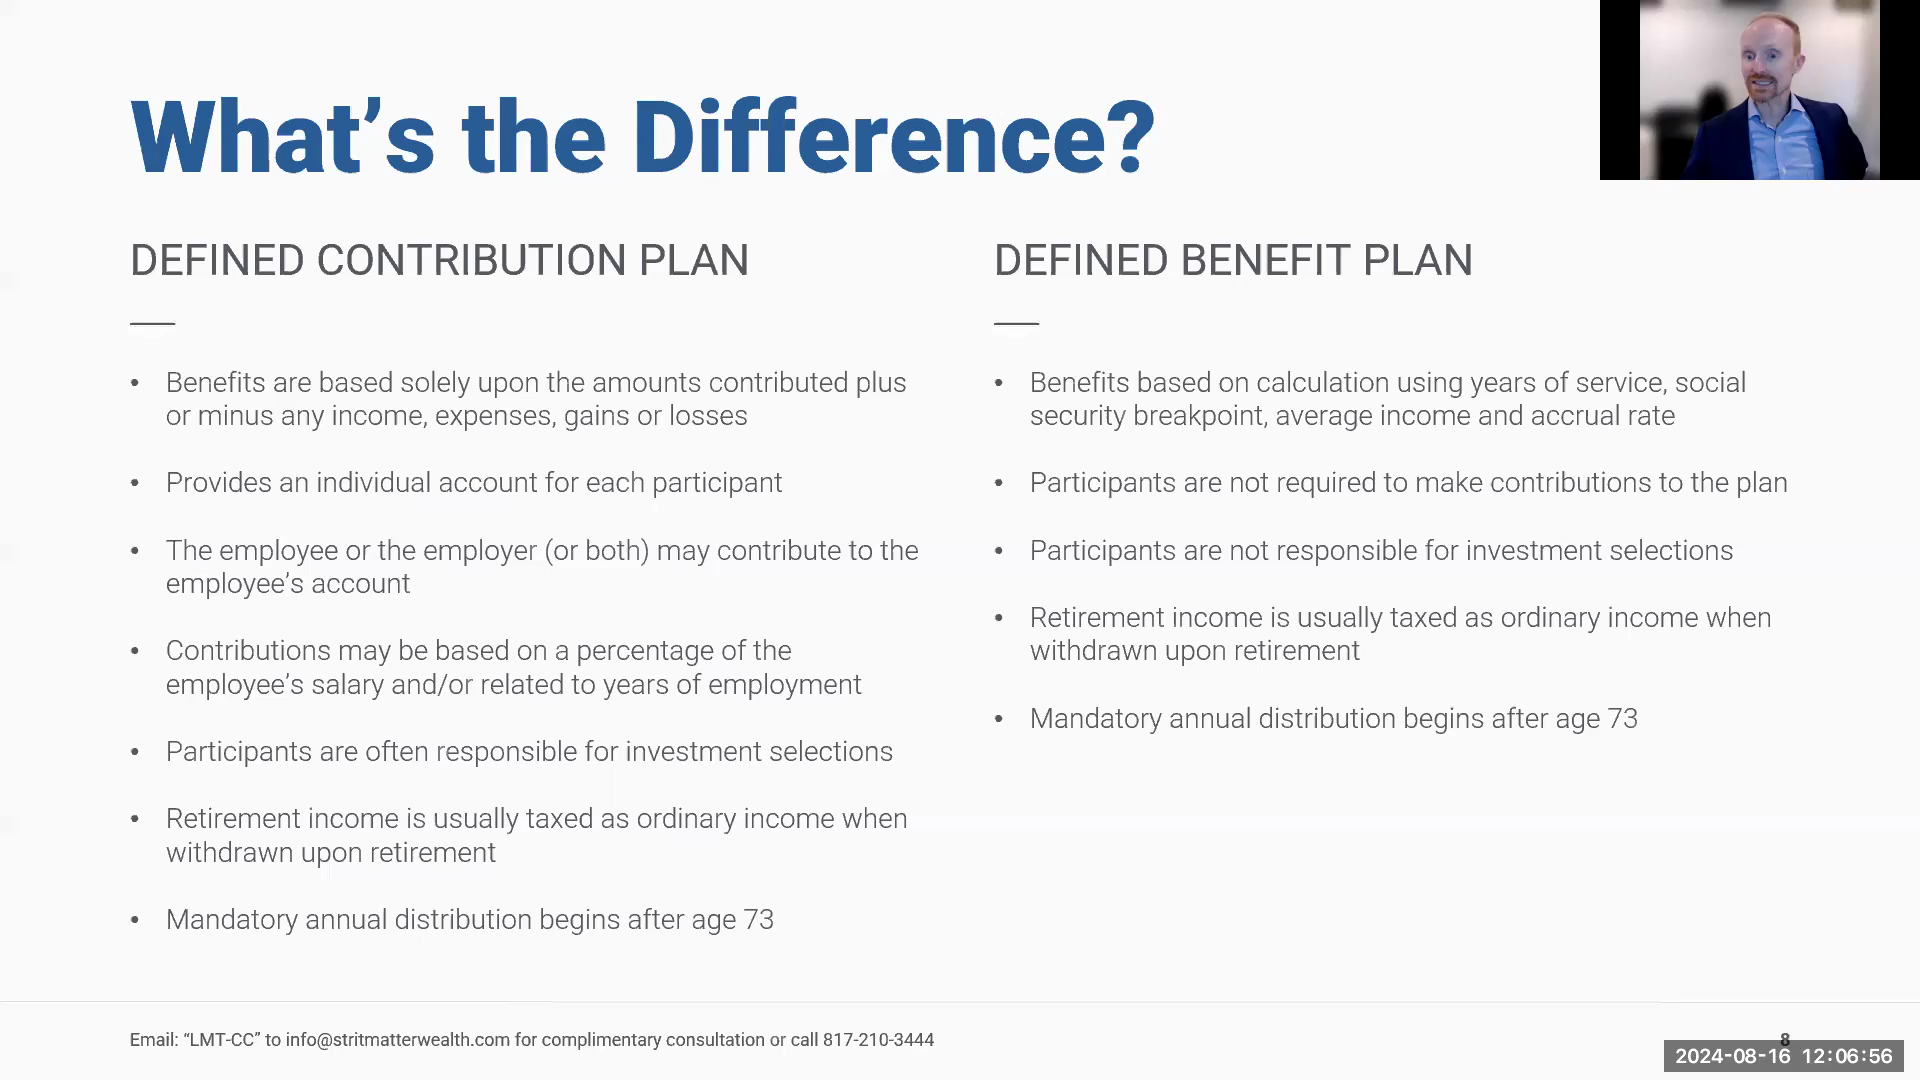 What’s the Difference?
DEFINED CONTRIBUTION PLAN
• Benefits are based solely upon the amounts contributed plus
or minus any income, expenses, gains or losses
• Provides an individual account for each participant
• The employee or the employer (or both) may contribute to the
employee’s account
• Contributions may be based on a percentage of the
employee’s salary and/or related to years of employment
• Participants are often responsible for investment selections
• Retirement income is usually taxed as ordinary income when
withdrawn upon retirement
• Mandatory annual distribution begins after age 73
DEFINED BENEFIT PLAN
• Benefits based on calculation using years of service, social
security breakpoint, average income and accrual rate
• Participants are not required to make contributions to the plan
• Participants are not responsible for investment selections
• Retirement income is usually taxed as ordinary income when
withdrawn upon retirement
• Mandatory annual distribution begins after age 73
Email: “LMT-CC” to info@stritmatterwealth.com for complimentary consultation or call 817-210-3444
8
2024-08-16 12:06:56